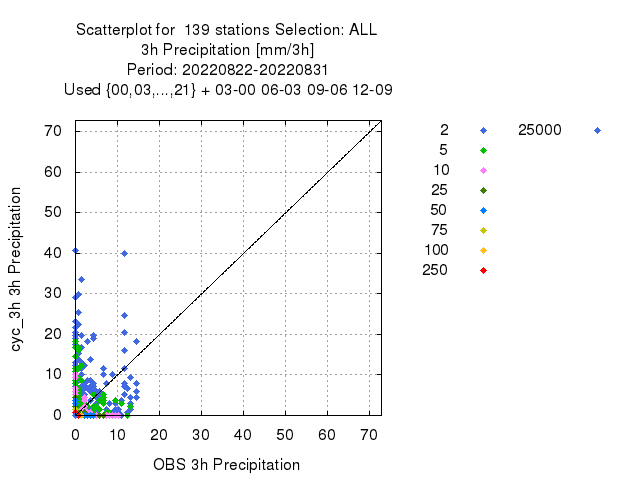 Scatterplot for 139 stations Selection: ALL
3h Precipitation [mm/3h]
Period: 20220822-20220831
Used {00,03,...,21} + 03-00 06-03 09-06 12-09
70
60
50
40
30
20
10
0
cyc_3h 3h Precipitation
0 10 20 30 40 50 60 70
OBS 3h Precipitation
2 25000
5
10
25
50
75
100
250